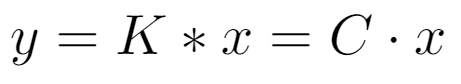 y = K * x = C · x